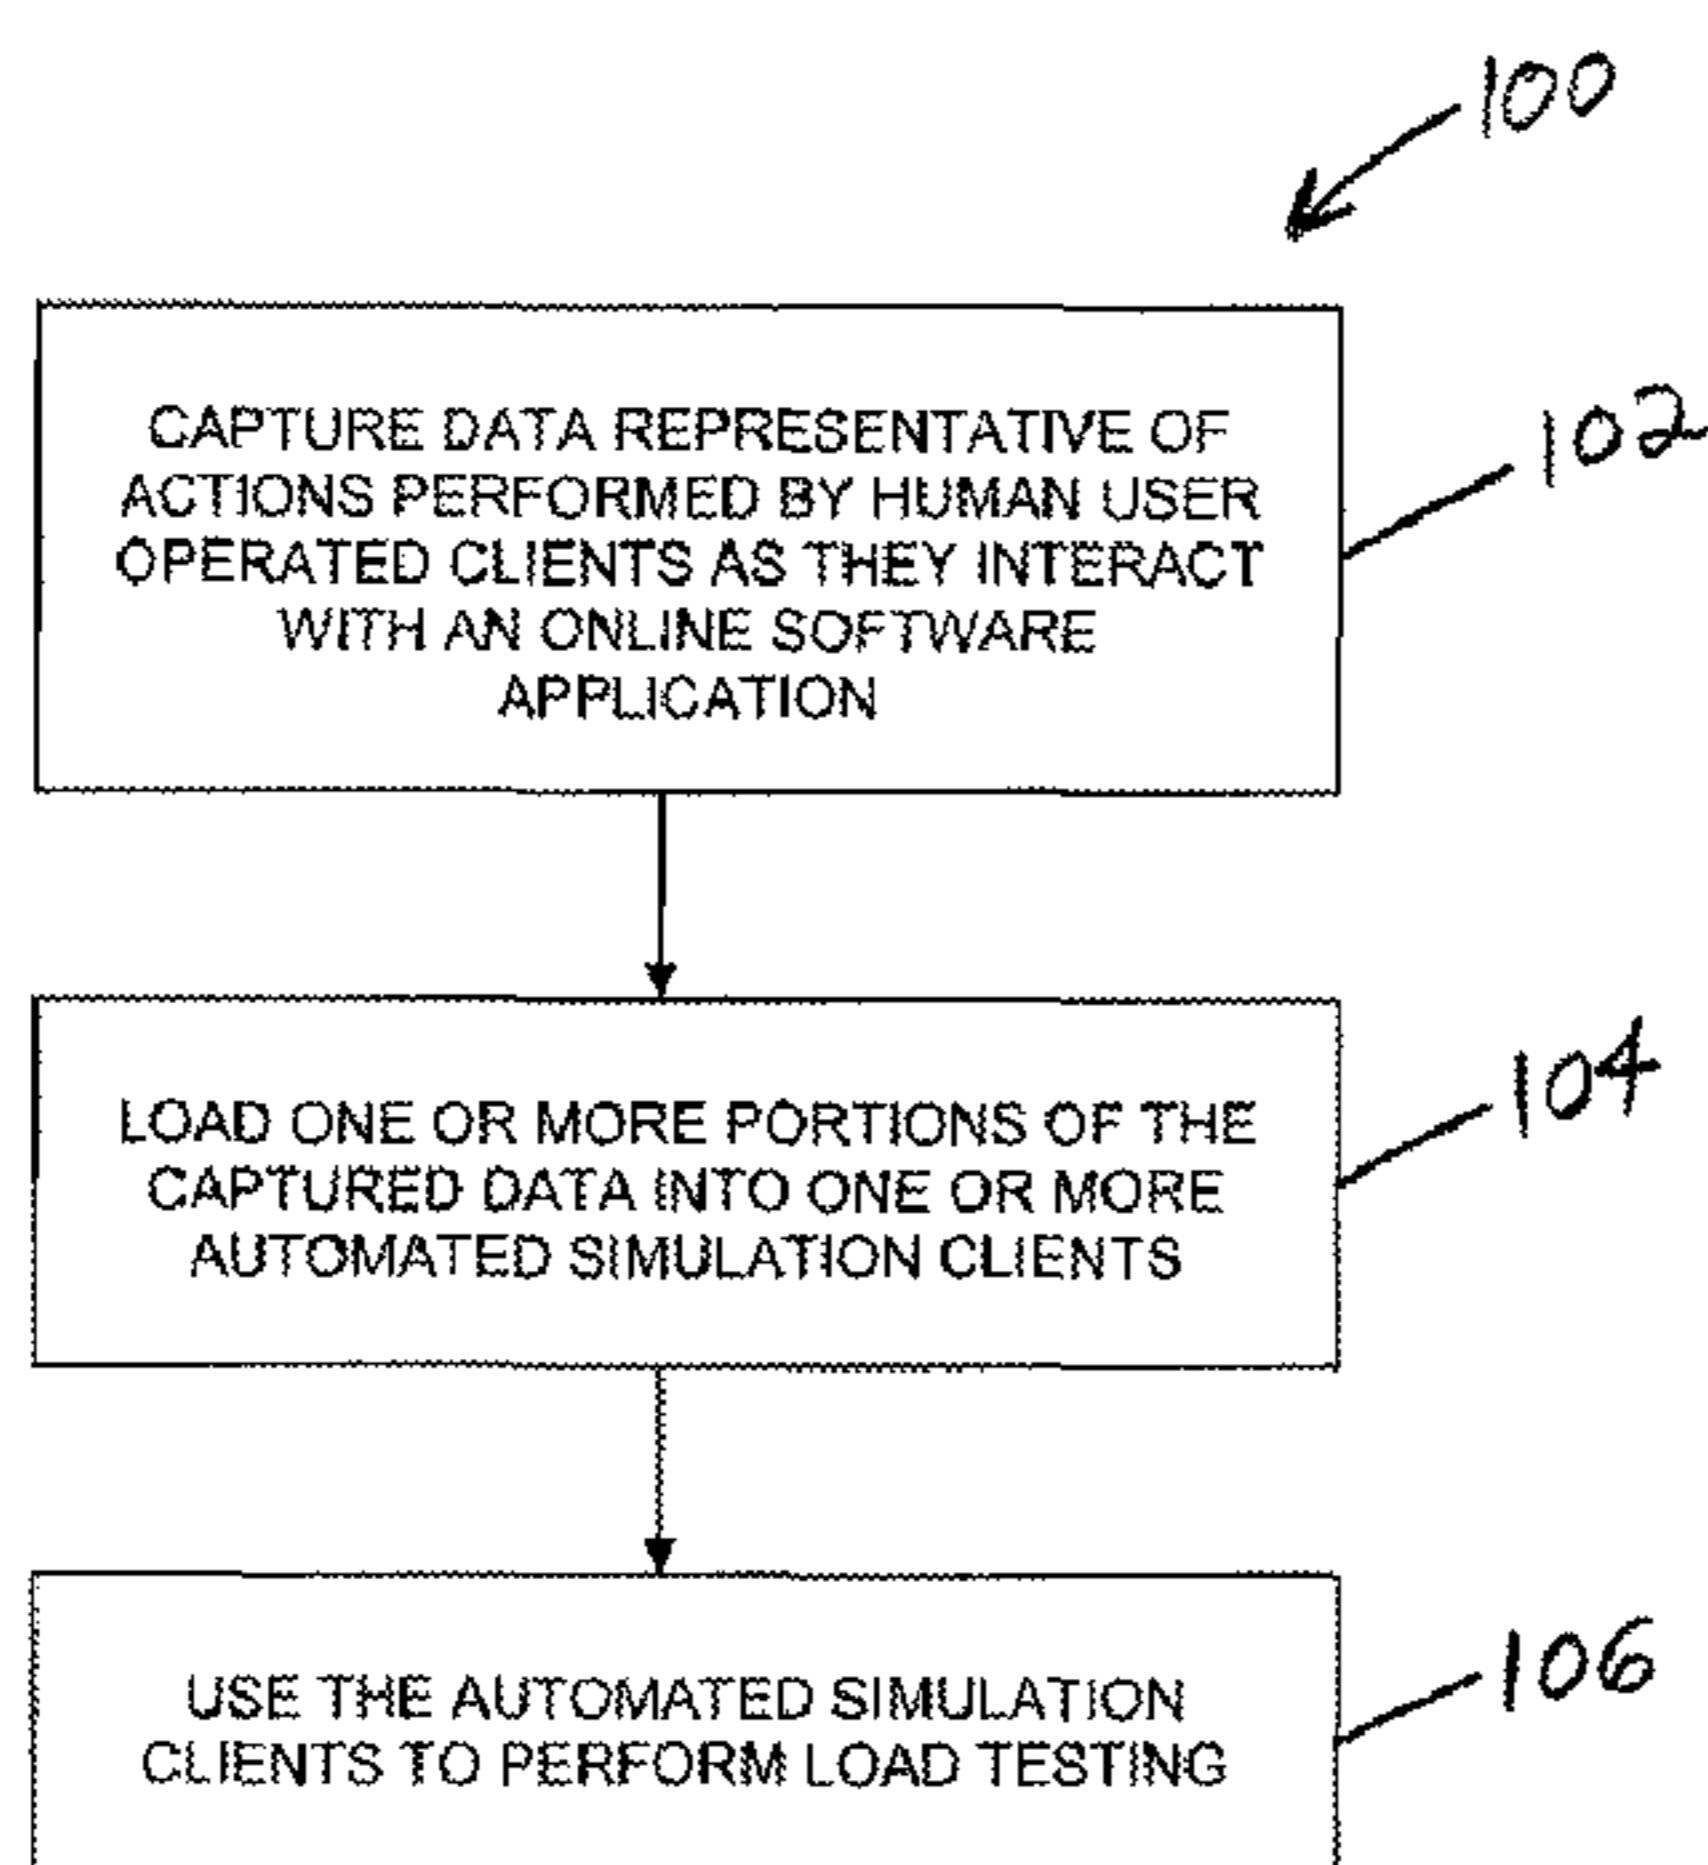 100
CAPTURE DATA REPRESENTATIVE OF
ACTIONS PERFORMED BY HUMAN USER
OPERATED CLIENTS AS THEY INTERACT
WITH AN ONLINE SOFTWARE
APPLICATION
102
LOAD ONE OR MORE PORTIONS OF THE
CAPTURED DATA INTO ONE OR MORE
AUTOMATED SIMULATION CLIENTS
104
USE THE AUTOMATED SIMULATION
CLIENTS TO PERFORM LOAD TESTING
106